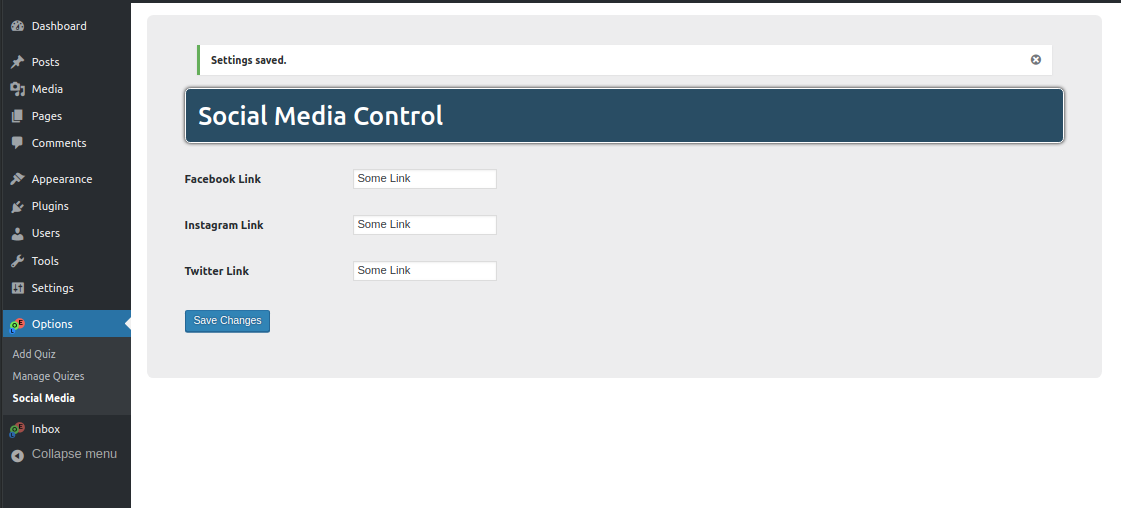 Dashboard
Posts
Media
Pages
Comments
Appearance
Plugins
Users
Tools
Settings
Options
Add Quiz
Manage Quizes
Social Media
Inbox
Collapse menu
Settings saved.
Social Media Control
Facebook Link Some Link
Instagram Link Some Link
Twitter Link Some Link
Save Changes